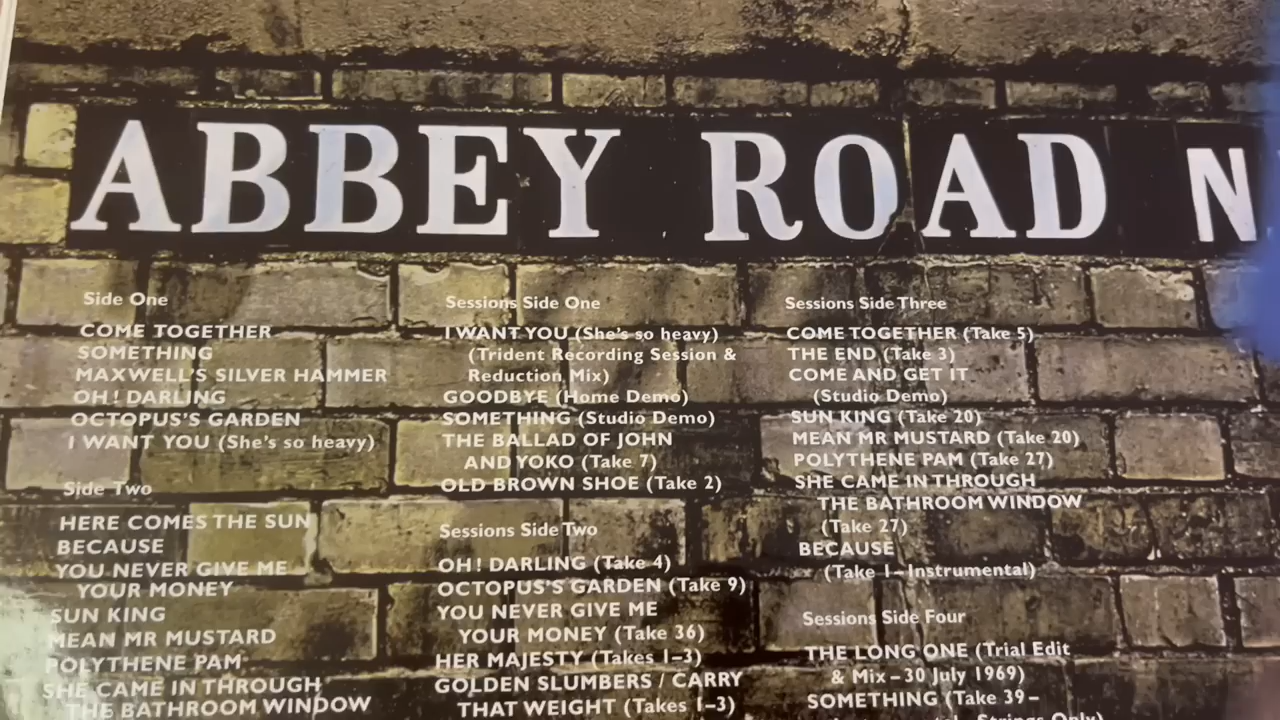 ABBEY ROAD N
Side One
COME TOGETHER
SOMETHING
MAXWELL'S SILVER HAMMER
OH! DARLING
OCTOPUS'S GARDEN
I WANT YOU (She's so heavy)
Side Two
HERE COMES THE SUN
BECAUSE
YOU NEVER GIVE ME
YOUR MONEY
SUN KING
MEAN MR MUSTARD
POLYTHENE PAM
SHE CAME IN THROUGH
THE BATHROOM WINDOW
Sessions Side One
I WANT YOU (She's so heavy)
(Trident Recording Session &
Reduction Mix)
GOODBYE (Home Demo)
SOMETHING (Studio Demo)
THE BALLAD OF JOHN
AND YOKO (Take 7)
OLD BROWN SHOE (Take 2)
Sessions Side Two
OH! DARLING (Take 4)
OCTOPUS'S GARDEN (Take 9)
YOU NEVER GIVE ME
YOUR MONEY (Take 36)
HER MAJESTY (Takes 1–3)
GOLDEN SLUMBERS / CARRY
THAT WEIGHT (Takes 1–3)
Sessions Side Three
COME TOGETHER (Take 5)
THE END (Take 3)
COME AND GET IT
(Studio Demo)
SUN KING (Take 20)
MEAN MR MUSTARD (Take 20)
POLYTHENE PAM (Take 27)
SHE CAME IN THROUGH
THE BATHROOM WINDOW
(Take 27)
BECAUSE
(Take 1–Instrumental)
Sessions Side Four
THE LONG ONE (Trial Edit
& Mix – 30 July 1969)
SOMETHING (Take 39 –
Strings Only)